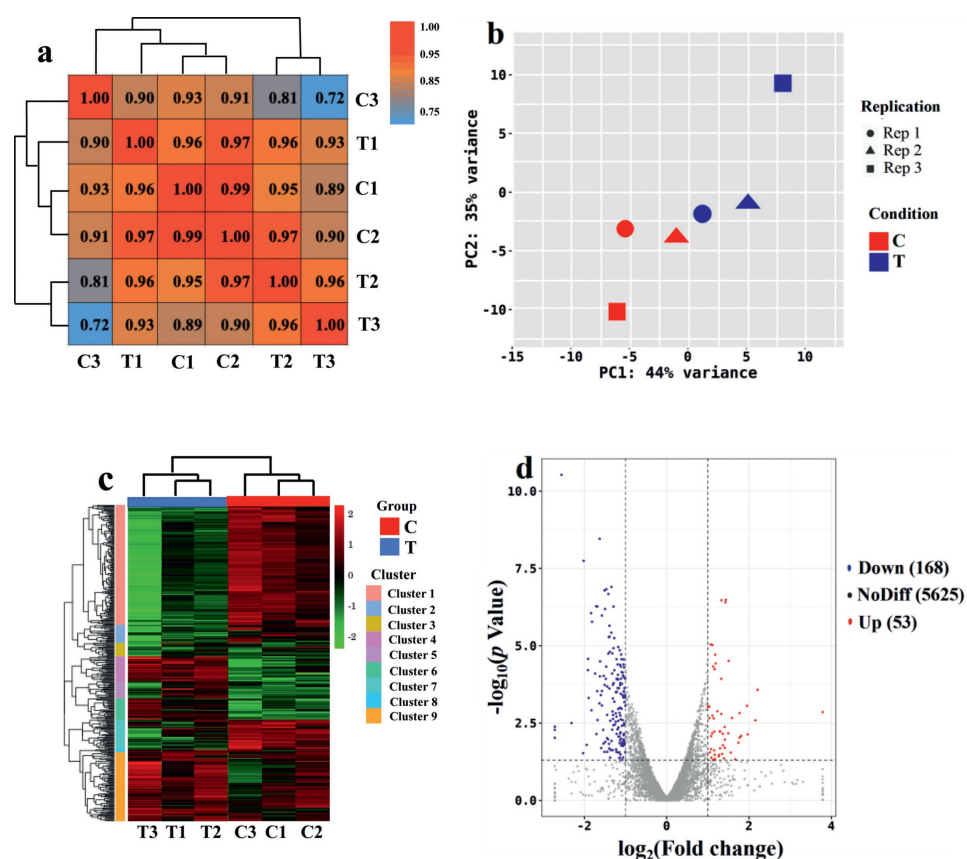 a
1.00
0.95
0.85
0.75
1.00 0.90 0.93 0.91 0.81 0.72 C3
0.90 1.00 0.96 0.97 0.96 0.93 T1
0.93 0.96 1.00 0.99 0.95 0.89 C1
0.91 0.97 0.99 1.00 0.97 0.90 C2
0.81 0.96 0.95 0.97 1.00 0.96 T2
0.72 0.93 0.89 0.90 0.96 1.00 T3
C3 T1 C1 C2 T2 T3
b
10
5
0
-5
-10
PC2: 35% variance
-15 -10 -5 0 5 10
PC1: 44% variance
Replication
Rep 1
Rep 2
Rep 3
Condition
C
T
c
2
1
0
-1
-2
Group
C
T
Cluster
Cluster 1
Cluster 2
Cluster 3
Cluster 4
Cluster 5
Cluster 6
Cluster 7
Cluster 8
Cluster 9
T3 T1 T2 C3 C1 C2
d
10.0
7.5
5.0
2.5
0.0
-log10(p Value)
-2 0 2 4
log2(Fold change)
Down (168)
NoDiff (5625)
Up (53)